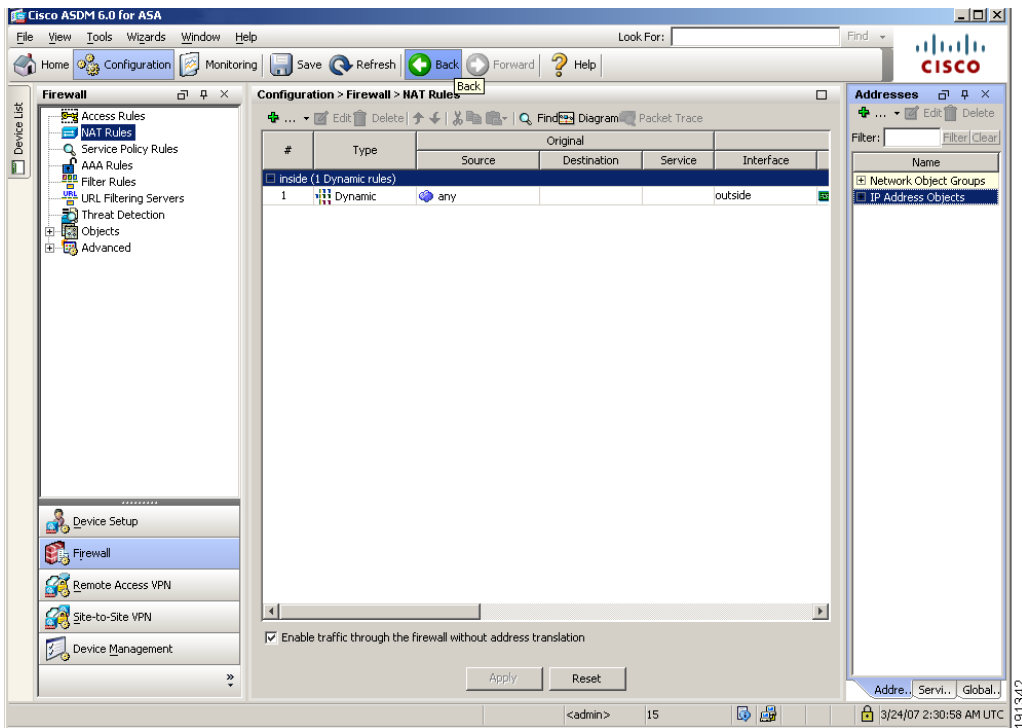 Cisco ASDM 6.0 for ASA
File View Tools Wizards Window Help
Look For:
Find
Home Configuration Monitoring Save Refresh Back Forward Help
CISCO
Back
Device List
Firewall
Access Rules
NAT Rules
Service Policy Rules
AAA Rules
Filter Rules
URL Filtering Servers
Threat Detection
Objects
Advanced
Device Setup
Firewall
Remote Access VPN
Site-to-Site VPN
Device Management
Configuration > Firewall > NAT Rules
... Edit Delete Find Diagram Packet Trace
# Type Original
Source Destination Service Interface
inside (1 Dynamic rules)
1 Dynamic any outside
Enable traffic through the firewall without address translation
Apply Reset
Addresses
... Edit Delete
Filter: Filter Clear
Name
Network Object Groups
IP Address Objects
Addre.. Servi.. Global..
<admin> 15 3/24/07 2:30:58 AM UTC
191342